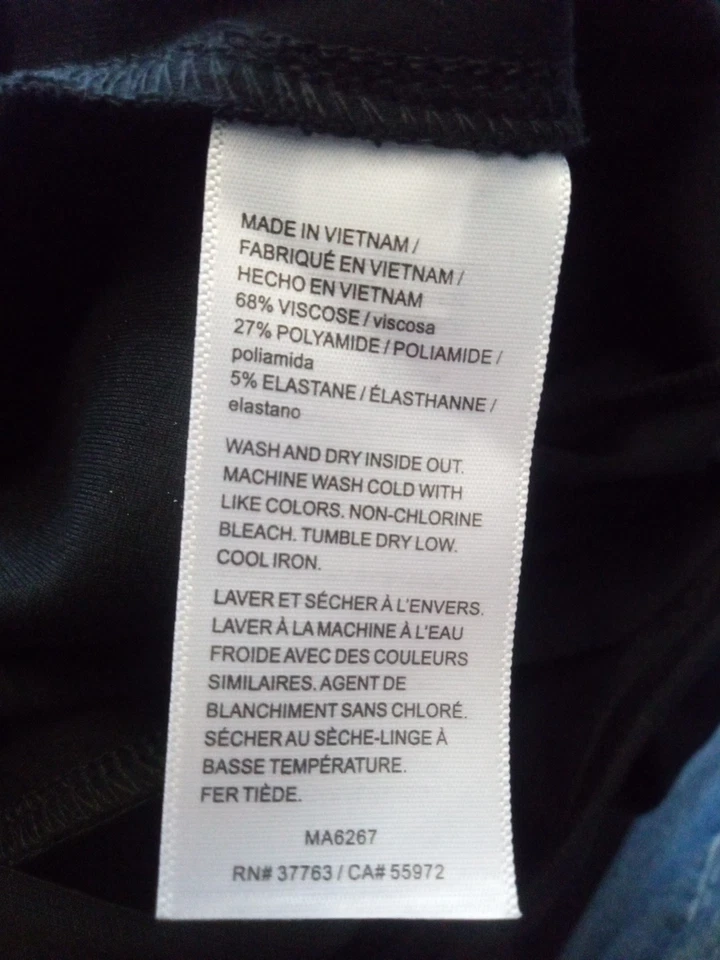 MADE IN VIETNAM /
FABRIQUÉ EN VIETNAM /
HECHO EN VIETNAM
68% VISCOSE / viscosa
27% POLYAMIDE / POLIAMIDE /
poliamida
5% ELASTANE / ÉLASTHANNE /
elastano
WASH AND DRY INSIDE OUT.
MACHINE WASH COLD WITH
LIKE COLORS. NON-CHLORINE
BLEACH. TUMBLE DRY LOW.
COOL IRON.
LAVER ET SÉCHER À L'ENVERS.
LAVER À LA MACHINE À L'EAU
FROIDE AVEC DES COULEURS
SIMILAIRES. AGENT DE
BLANCHIMENT SANS CHLORÉ.
SÉCHER AU SÈCHE-LINGE À
BASSE TEMPÉRATURE.
FER TIÈDE.
MA6267
RN# 37763 / CA# 55972